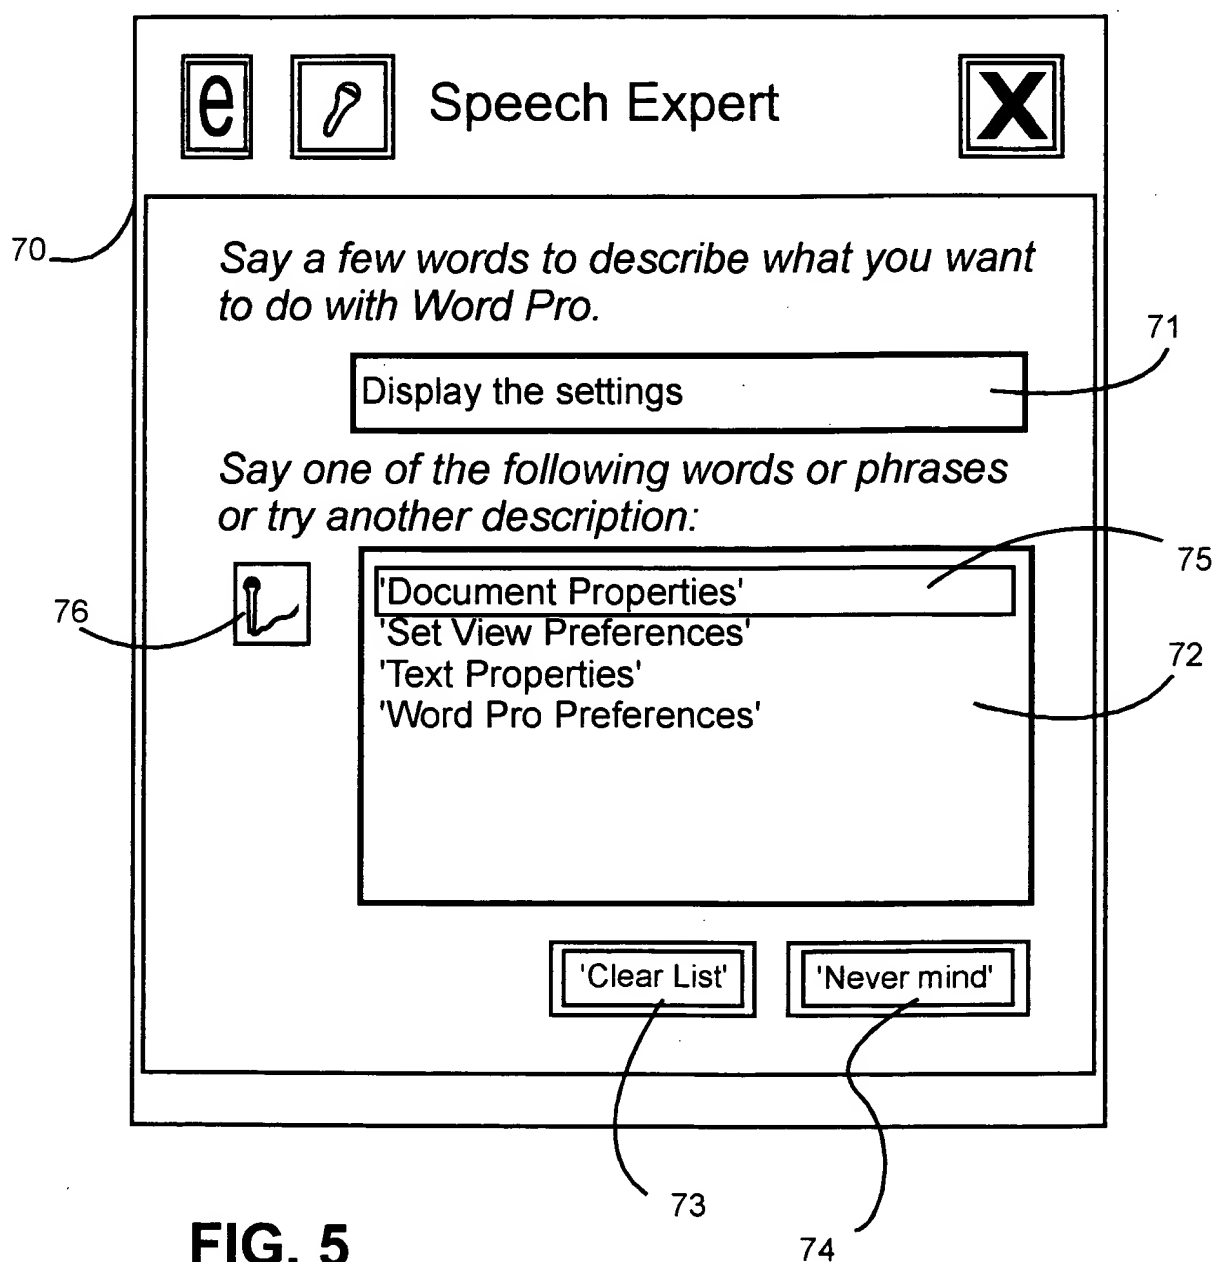 e Speech Expert X
70
Say a few words to describe what you want
to do with Word Pro.
71
Display the settings
Say one of the following words or phrases
or try another description:
75
'Document Properties'
76
'Set View Preferences'
72
'Text Properties'
'Word Pro Preferences'
'Clear List' 'Never mind'
73
74
FIG. 5